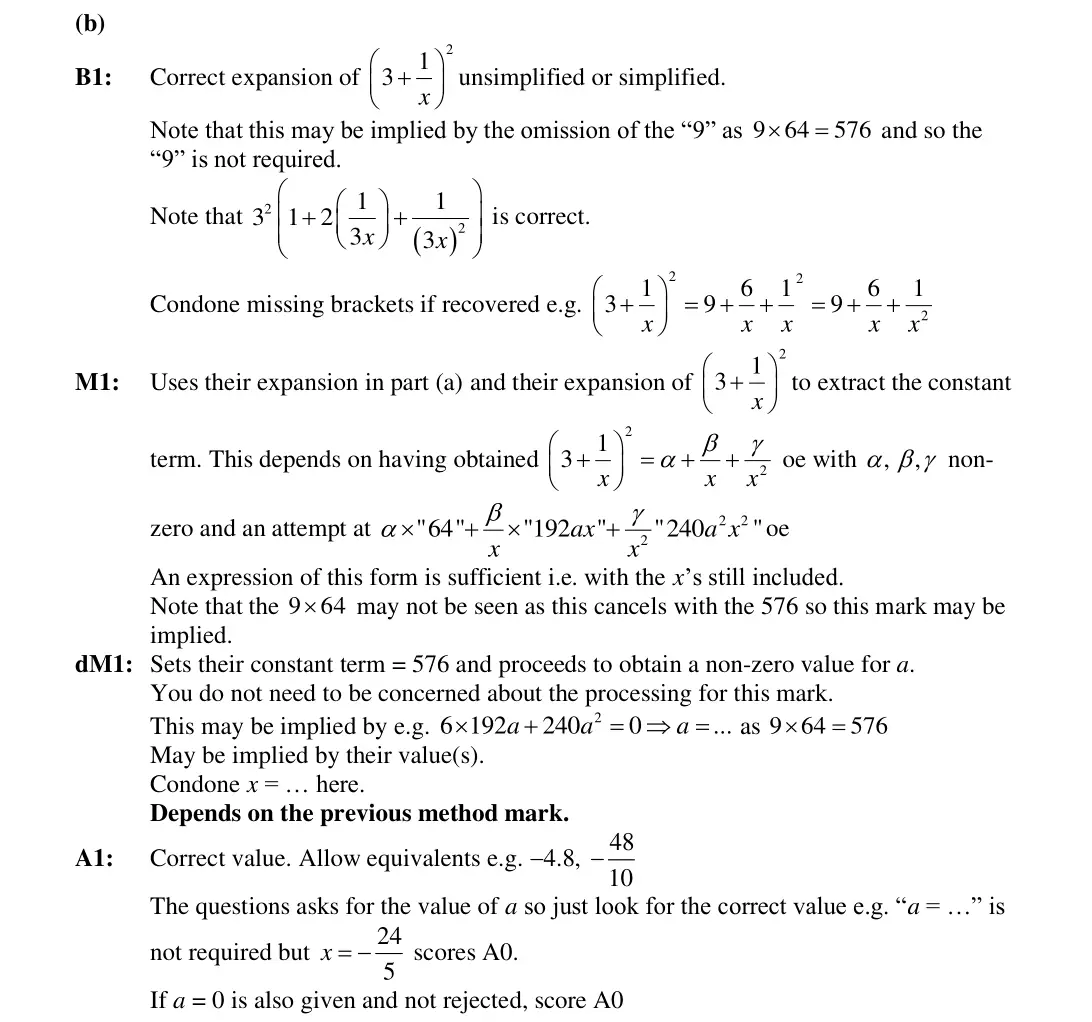 (b)
B1: Correct expansion of (3 + 1/x)² unsimplified or simplified.
Note that this may be implied by the omission of the “9” as 9×64 = 576 and so the
“9” is not required.
Note that 3²(1 + 2(1/3x) + 1/(3x)²) is correct.
Condone missing brackets if recovered e.g. (3 + 1/x)² = 9 + 6/x + 1/x² = 9 + 6/x + 1/x²
M1: Uses their expansion in part (a) and their expansion of (3 + 1/x)² to extract the constant
term. This depends on having obtained (3 + 1/x)² = α + β/x + γ/x² oe with α, β, γ non-
zero and an attempt at α×"64"+ β/x ×"192ax"+ γ/x² "240a²x²" oe
An expression of this form is sufficient i.e. with the x’s still included.
Note that the 9×64 may not be seen as this cancels with the 576 so this mark may be
implied.
dM1: Sets their constant term = 576 and proceeds to obtain a non-zero value for a.
You do not need to be concerned about the processing for this mark.
This may be implied by e.g. 6×192a + 240a² = 0 ⇒ a = ... as 9×64 = 576
May be implied by their value(s).
Condone x = … here.
Depends on the previous method mark.
A1: Correct value. Allow equivalents e.g. –4.8, −48/10
The questions asks for the value of a so just look for the correct value e.g. “a = …” is
not required but x = −24/5 scores A0.
If a = 0 is also given and not rejected, score A0